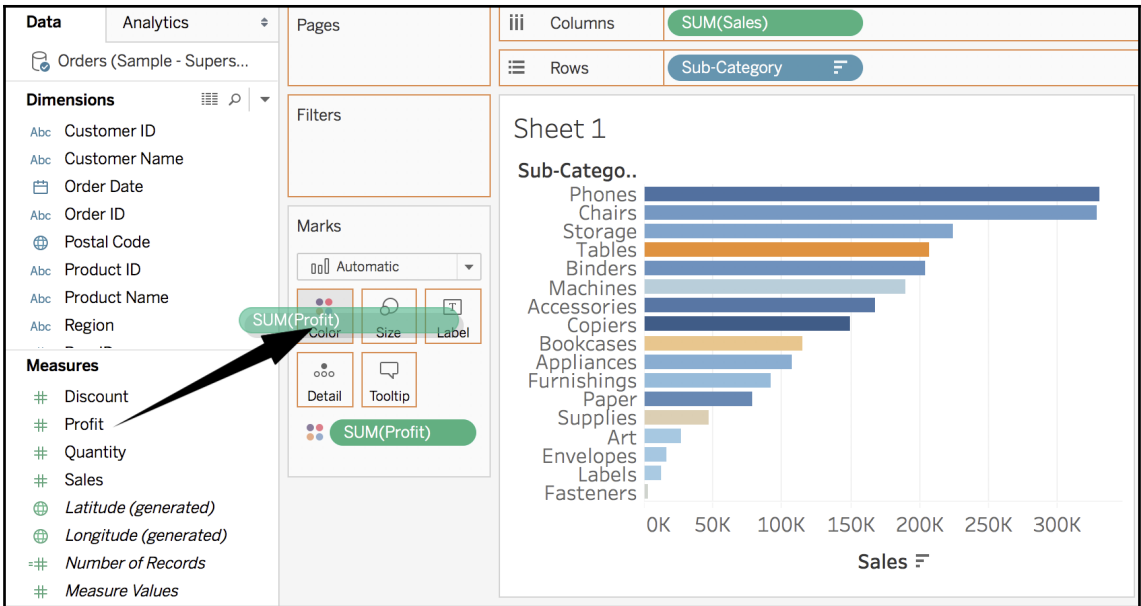 Data
Analytics
Orders (Sample - Supers...
Dimensions
Abc Customer ID
Abc Customer Name
Order Date
Abc Order ID
Postal Code
Abc Product ID
Abc Product Name
Abc Region
Measures
# Discount
# Profit
# Quantity
# Sales
Latitude (generated)
Longitude (generated)
=# Number of Records
# Measure Values
Pages
Filters
Marks
Automatic
SUM(Profit)
Color
Size
T
Label
Detail
Tooltip
SUM(Profit)
Columns
SUM(Sales)
Rows
Sub-Category
Sheet 1
Sub-Catego..
Phones
Chairs
Storage
Tables
Binders
Machines
Accessories
Copiers
Bookcases
Appliances
Furnishings
Paper
Supplies
Art
Envelopes
Labels
Fasteners
0K 50K 100K 150K 200K 250K 300K
Sales